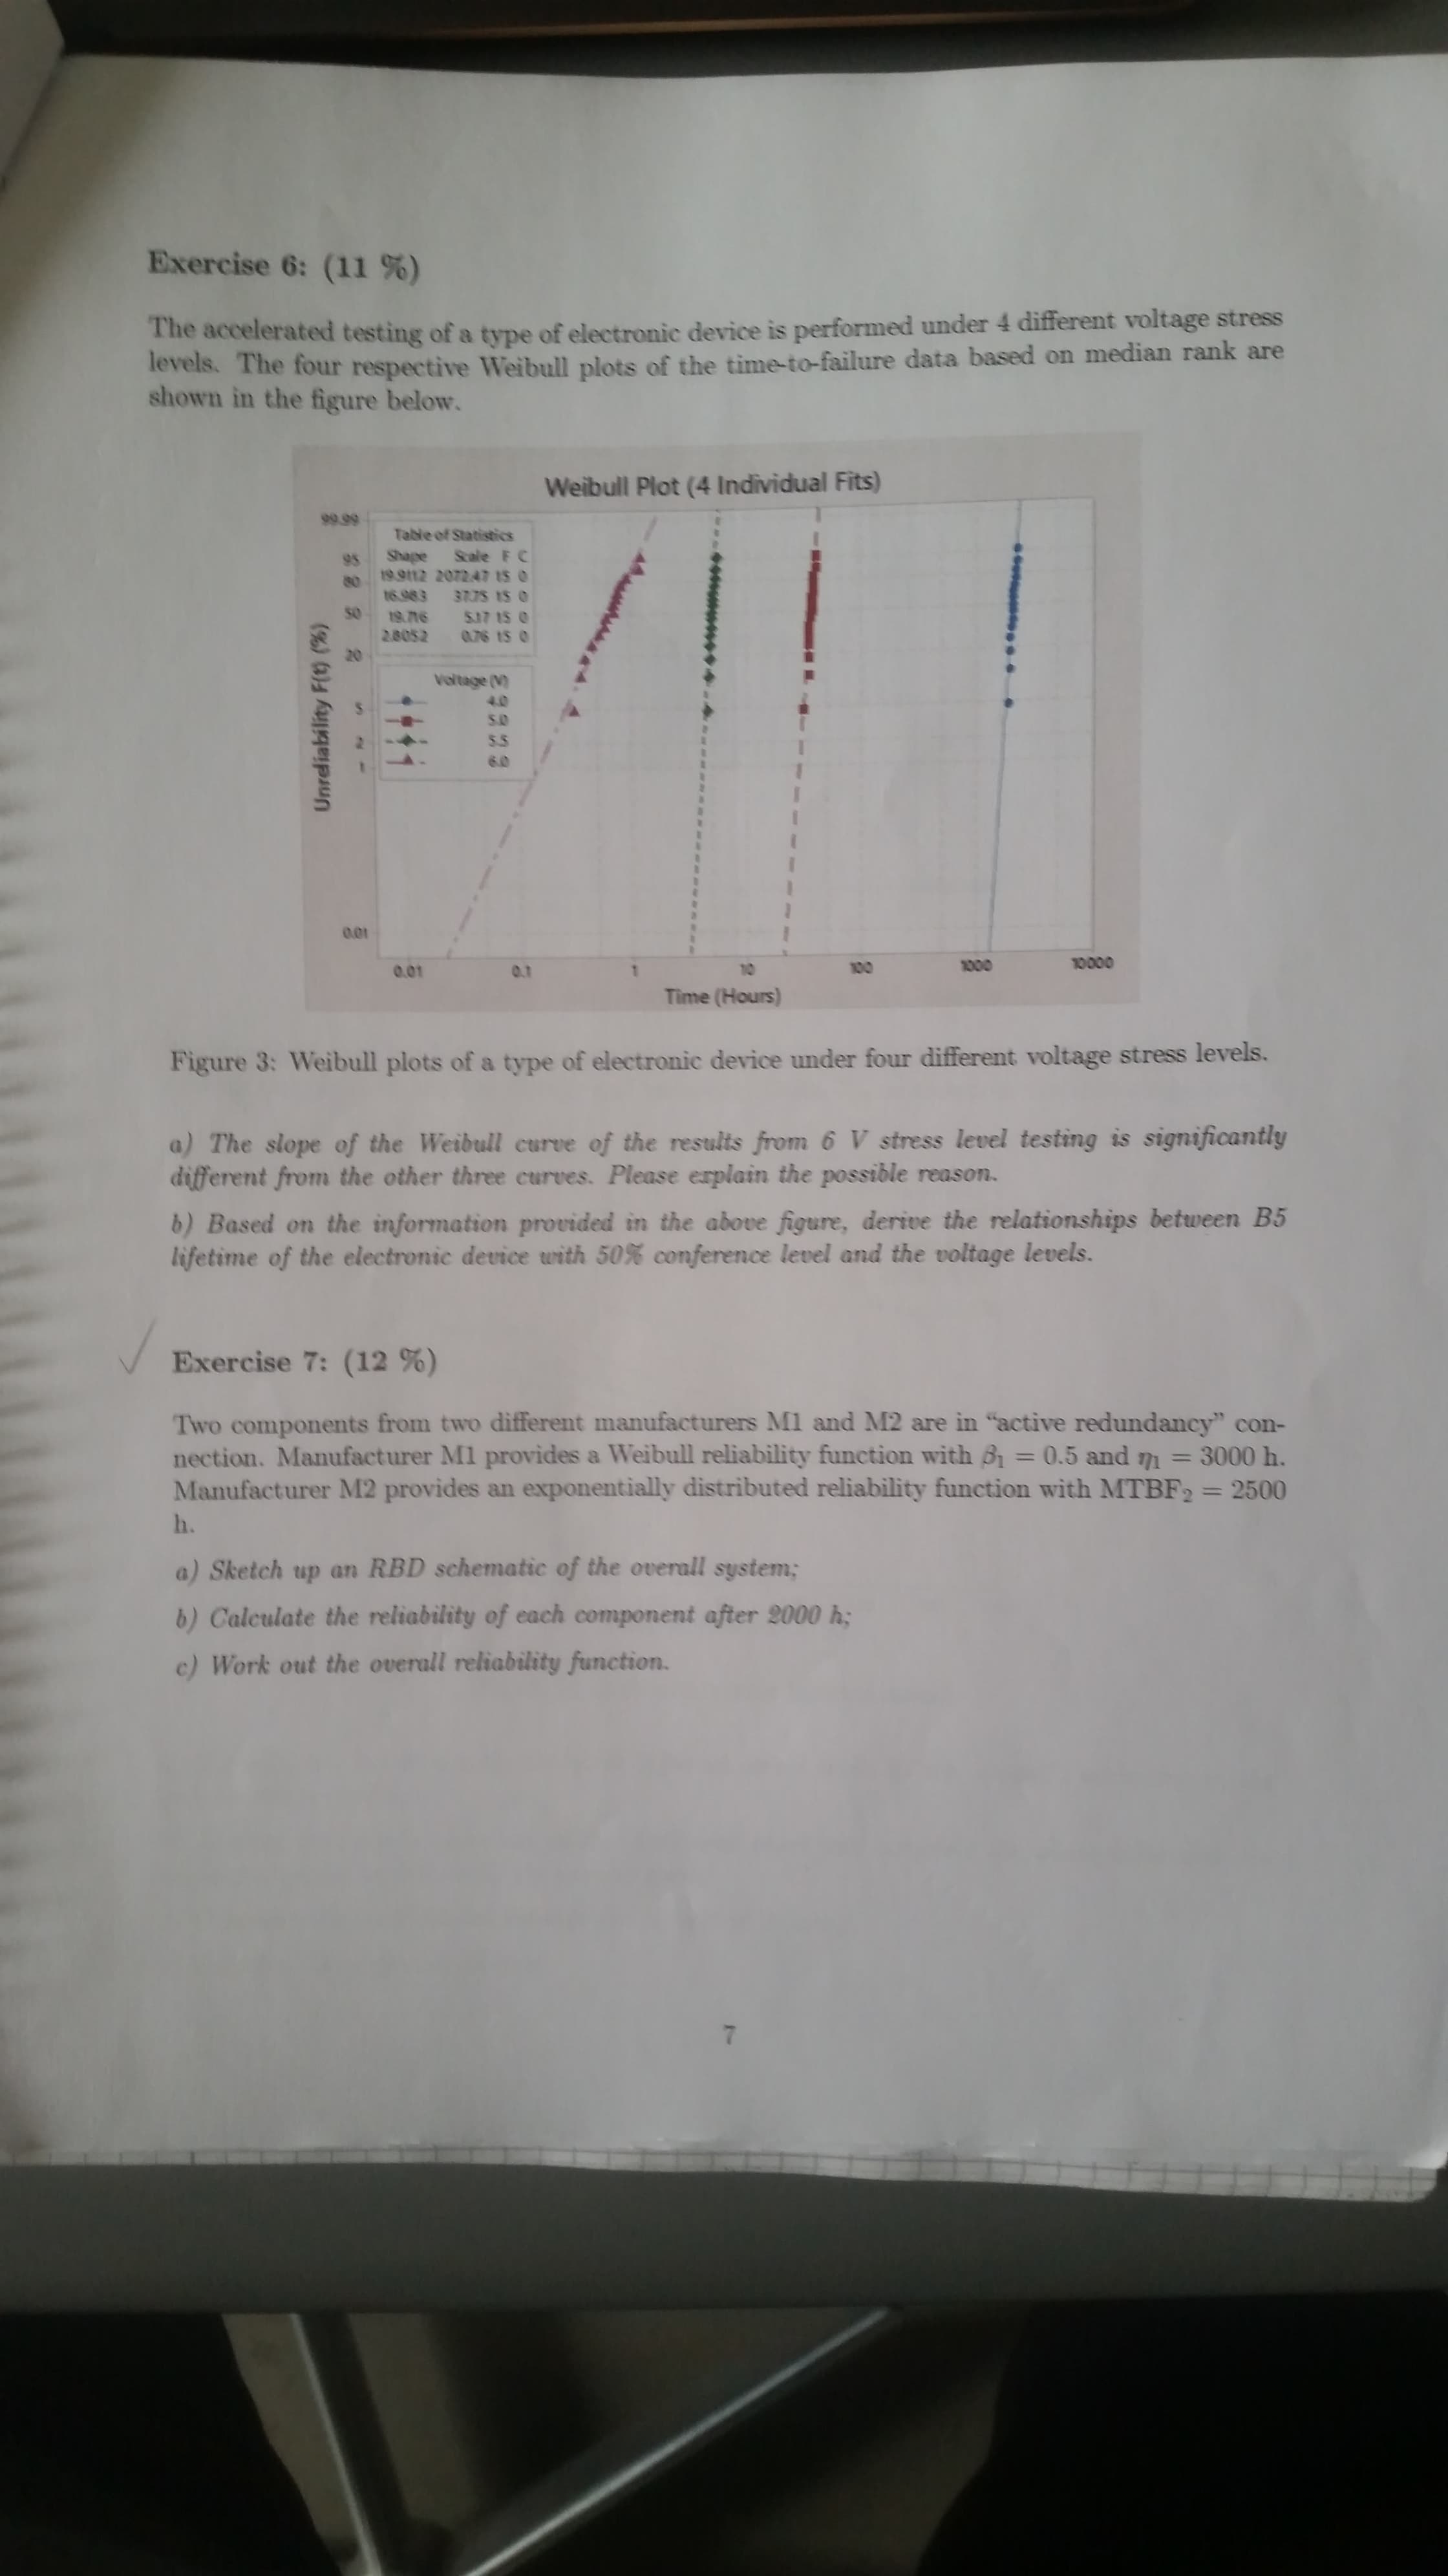 Exercise 6: (11 %)
The accelerated testing of a type of electronic device is performed under 4 different voltage stress
levels. The four respective Weibull plots of the time-to-failure data based on median rank are
shown in the figure below.
Weibull Plot (4 Individual Fits)
Unreliability F(t) (%)
99.99
95
80
50
20
5
2
1
0.01
Table of Statistics
Shape Scale F C
19.9112 2072.47 15 0
16.983 37.75 15 0
19.716 5.17 15 0
2.8052 0.76 15 0
Voltage (V)
4.0
5.0
5.5
6.0
0.01 0.1 1 10 100 1000 10000
Time (Hours)
Figure 3: Weibull plots of a type of electronic device under four different voltage stress levels.
a) The slope of the Weibull curve of the results from 6 V stress level testing is significantly
different from the other three curves. Please explain the possible reason.
b) Based on the information provided in the above figure, derive the relationships between B5
lifetime of the electronic device with 50% conference level and the voltage levels.
Exercise 7: (12 %)
Two components from two different manufacturers M1 and M2 are in “active redundancy” con-
nection. Manufacturer M1 provides a Weibull reliability function with β₁ = 0.5 and η₁ = 3000 h.
Manufacturer M2 provides an exponentially distributed reliability function with MTBF₂ = 2500
h.
a) Sketch up an RBD schematic of the overall system;
b) Calculate the reliability of each component after 2000 h;
c) Work out the overall reliability function.
7